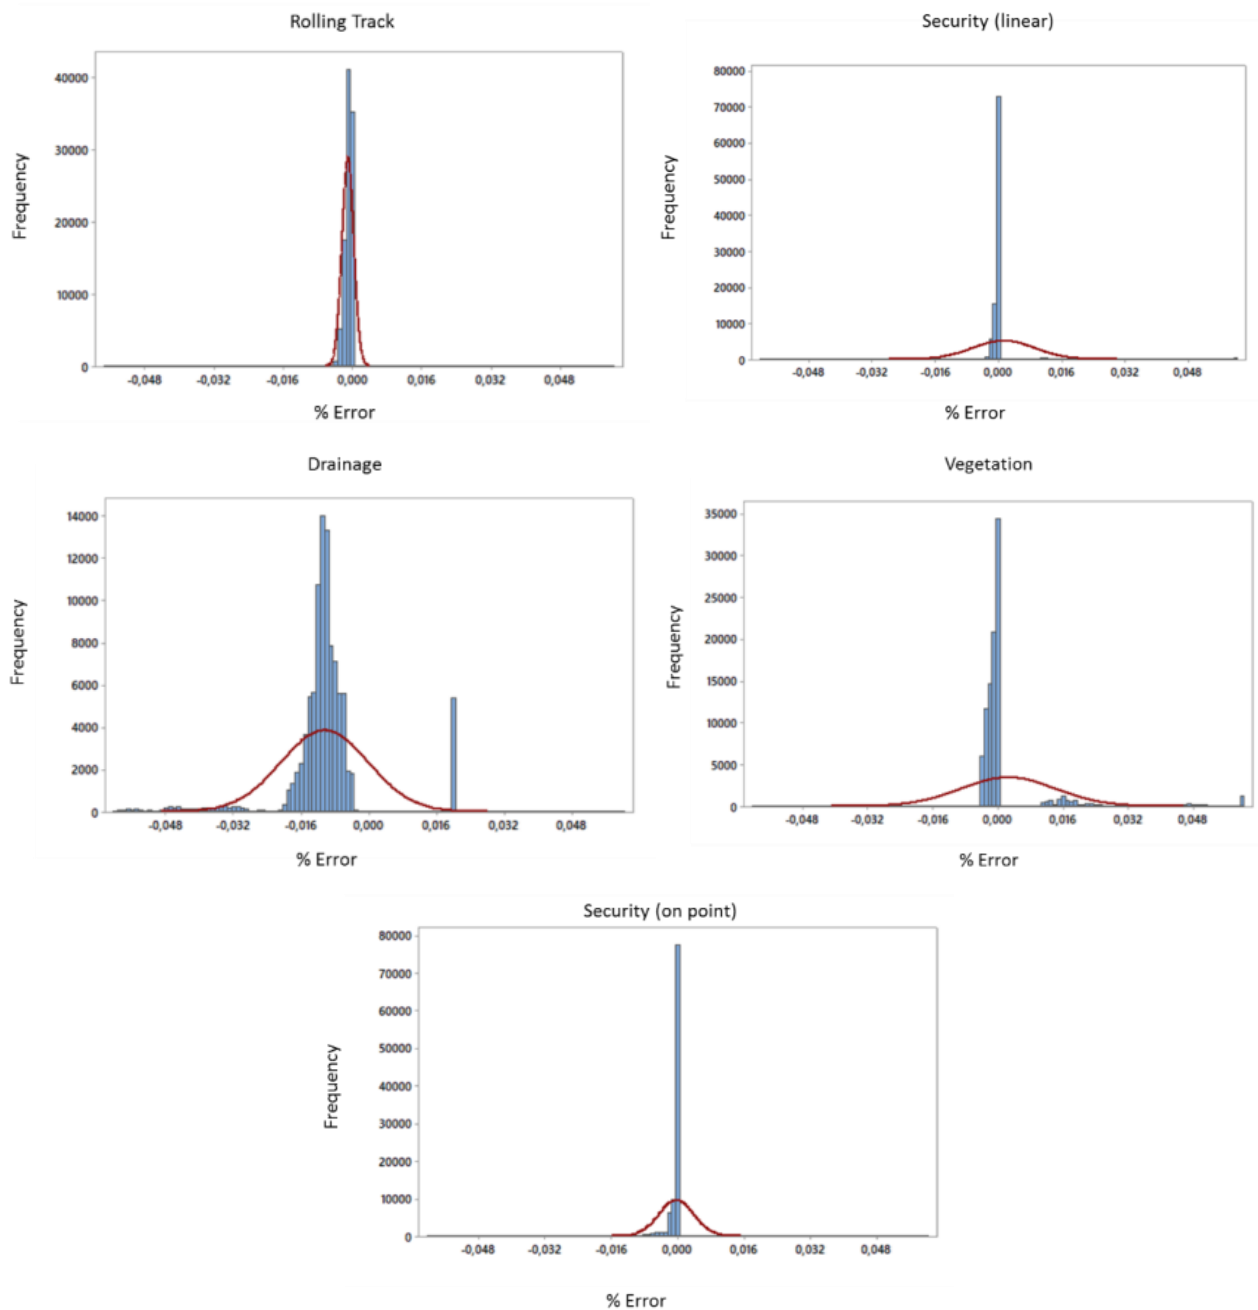 Rolling Track
Security (linear)
40000
30000
20000
10000
0
Frequency
-0,048 -0,032 -0,016 0,000 0,016 0,032 0,048
% Error
80000
70000
60000
50000
40000
30000
20000
10000
0
Frequency
-0,048 -0,032 -0,016 0,000 0,016 0,032 0,048
% Error
Drainage
Vegetation
14000
12000
10000
8000
6000
4000
2000
0
Frequency
-0,048 -0,032 -0,016 0,000 0,016 0,032 0,048
% Error
35000
30000
25000
20000
15000
10000
5000
0
Frequency
-0,048 -0,032 -0,016 0,000 0,016 0,032 0,048
% Error
Security (on point)
80000
70000
60000
50000
40000
30000
20000
10000
0
Frequency
-0,048 -0,032 -0,016 0,000 0,016 0,032 0,048
% Error